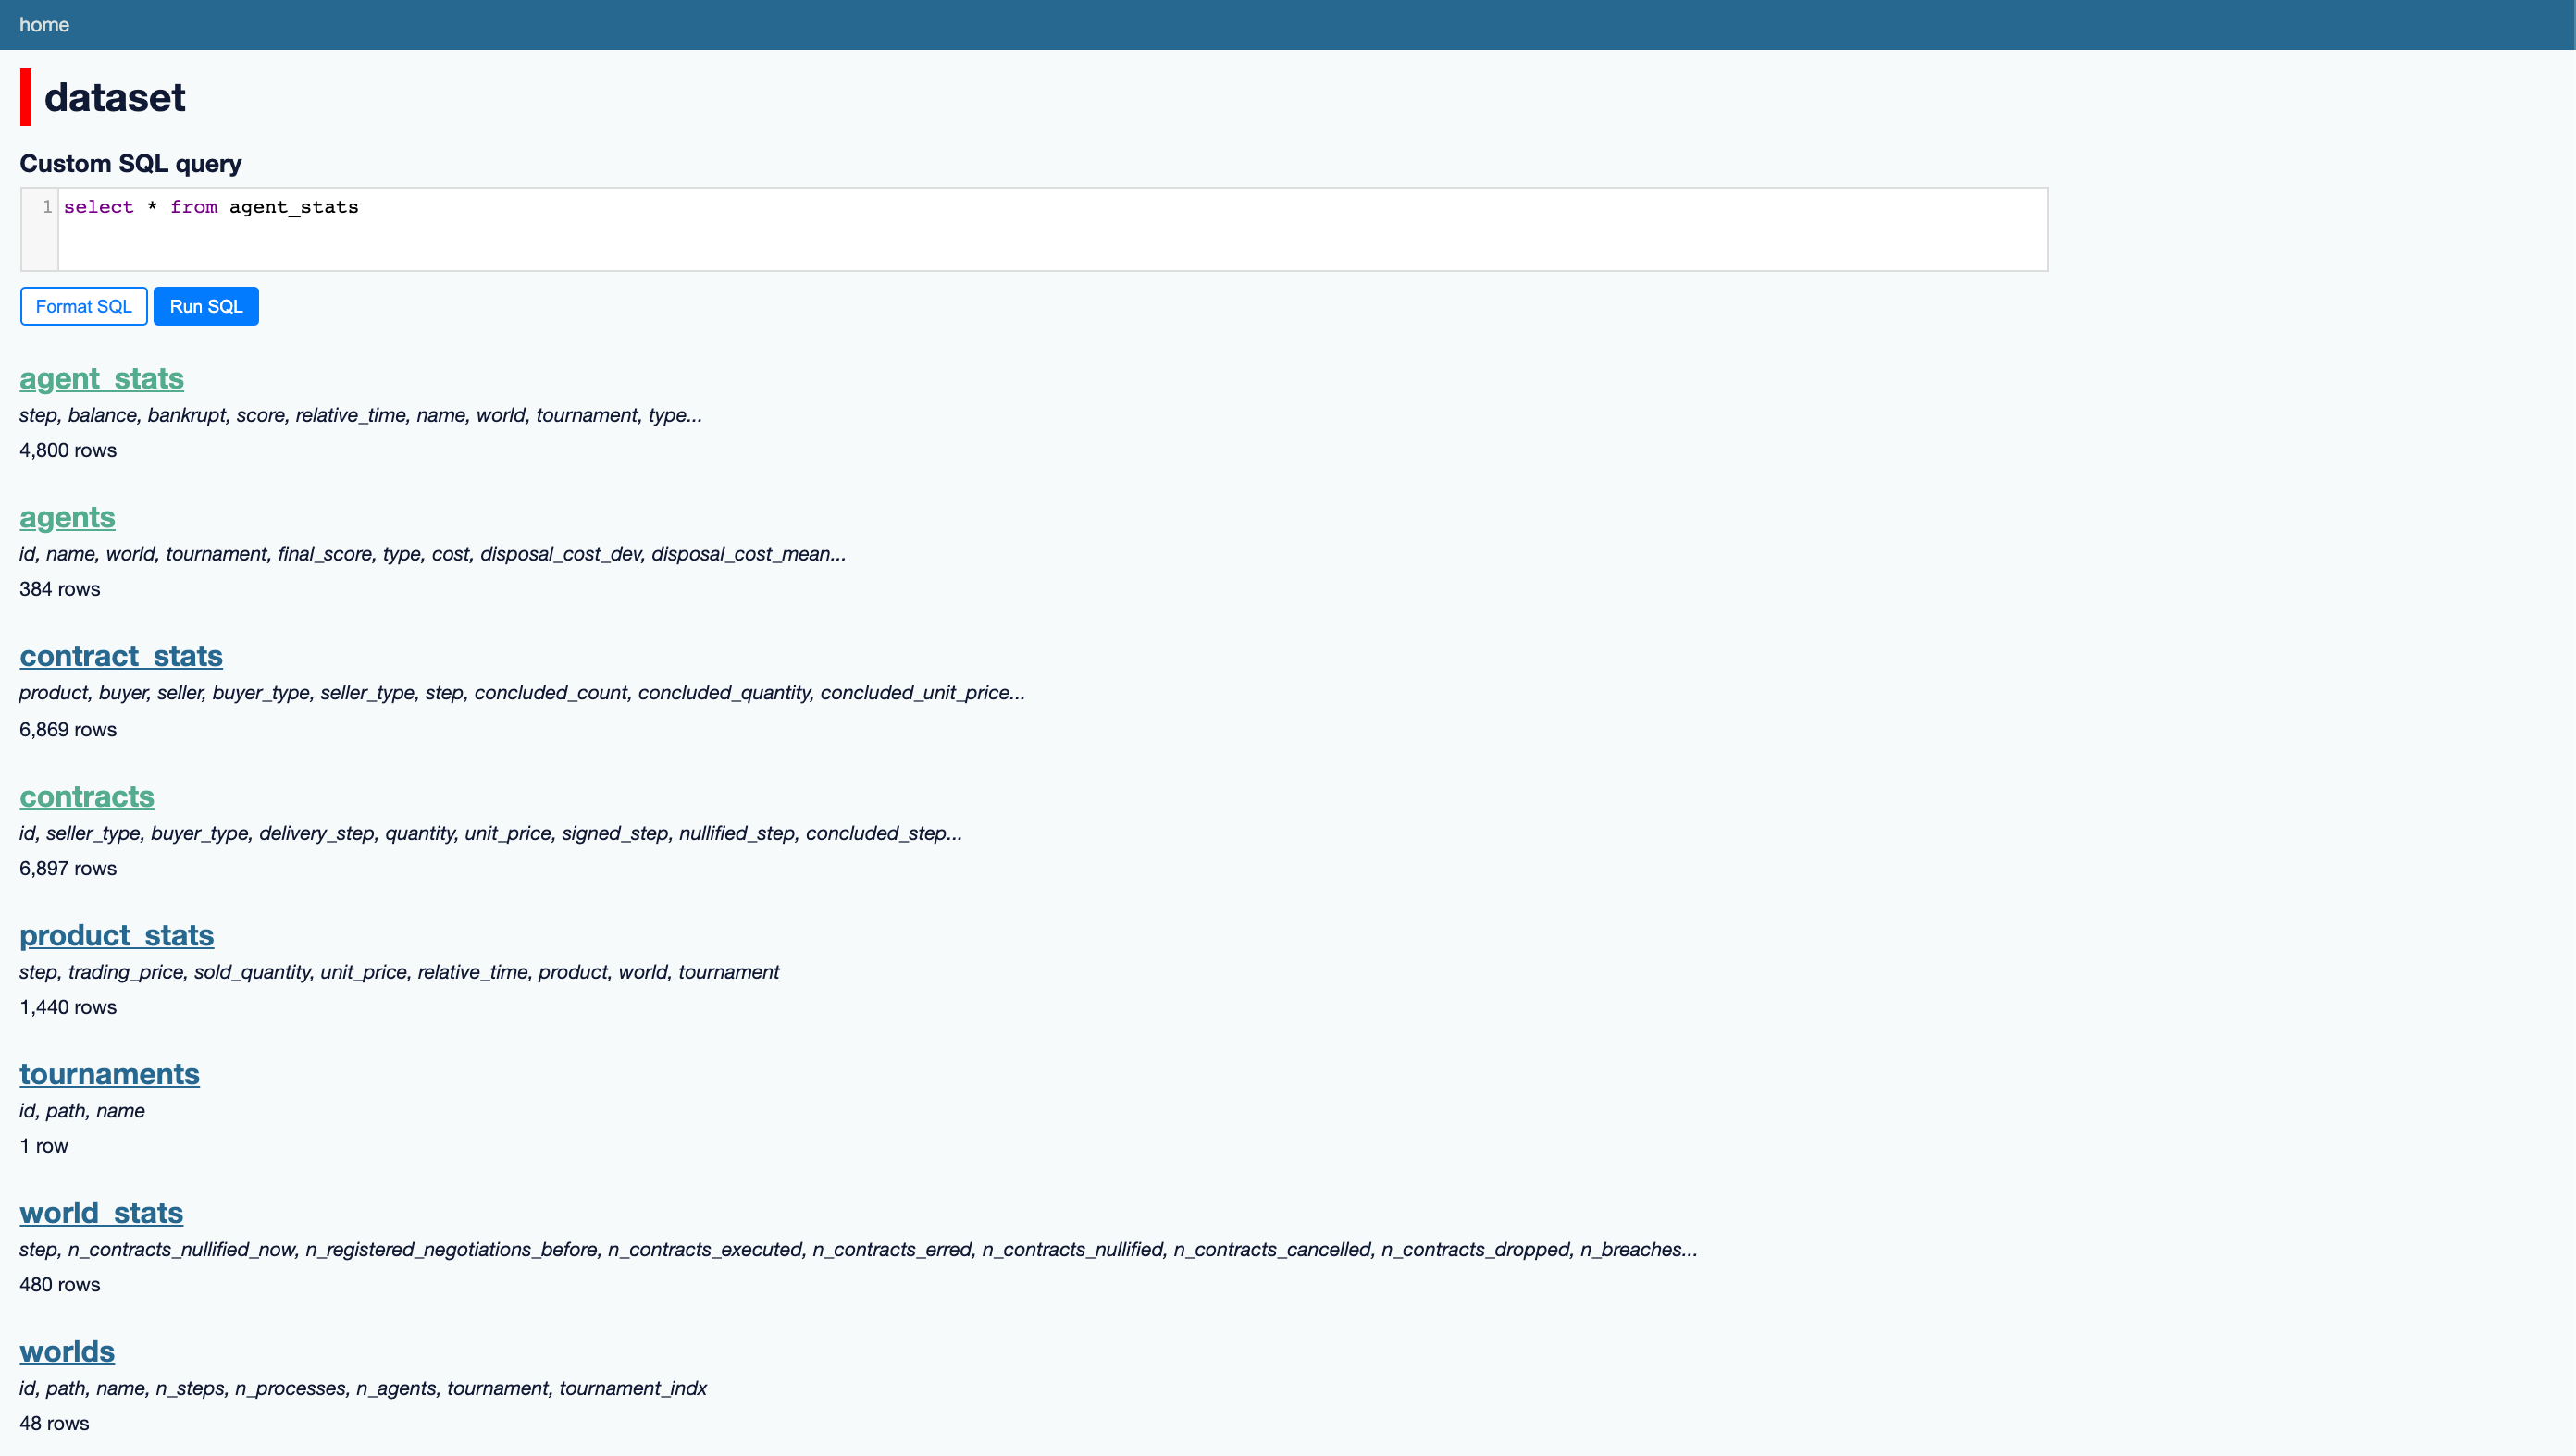 home
dataset
Custom SQL query
1 select * from agent_stats
Format SQL Run SQL
agent_stats
step, balance, bankrupt, score, relative_time, name, world, tournament, type...
4,800 rows
agents
id, name, world, tournament, final_score, type, cost, disposal_cost_dev, disposal_cost_mean...
384 rows
contract_stats
product, buyer, seller, buyer_type, seller_type, step, concluded_count, concluded_quantity, concluded_unit_price...
6,869 rows
contracts
id, seller_type, buyer_type, delivery_step, quantity, unit_price, signed_step, nullified_step, concluded_step...
6,897 rows
product_stats
step, trading_price, sold_quantity, unit_price, relative_time, product, world, tournament
1,440 rows
tournaments
id, path, name
1 row
world_stats
step, n_contracts_nullified_now, n_registered_negotiations_before, n_contracts_executed, n_contracts_erred, n_contracts_nullified, n_contracts_cancelled, n_contracts_dropped, n_breaches...
480 rows
worlds
id, path, name, n_steps, n_processes, n_agents, tournament, tournament_indx
48 rows